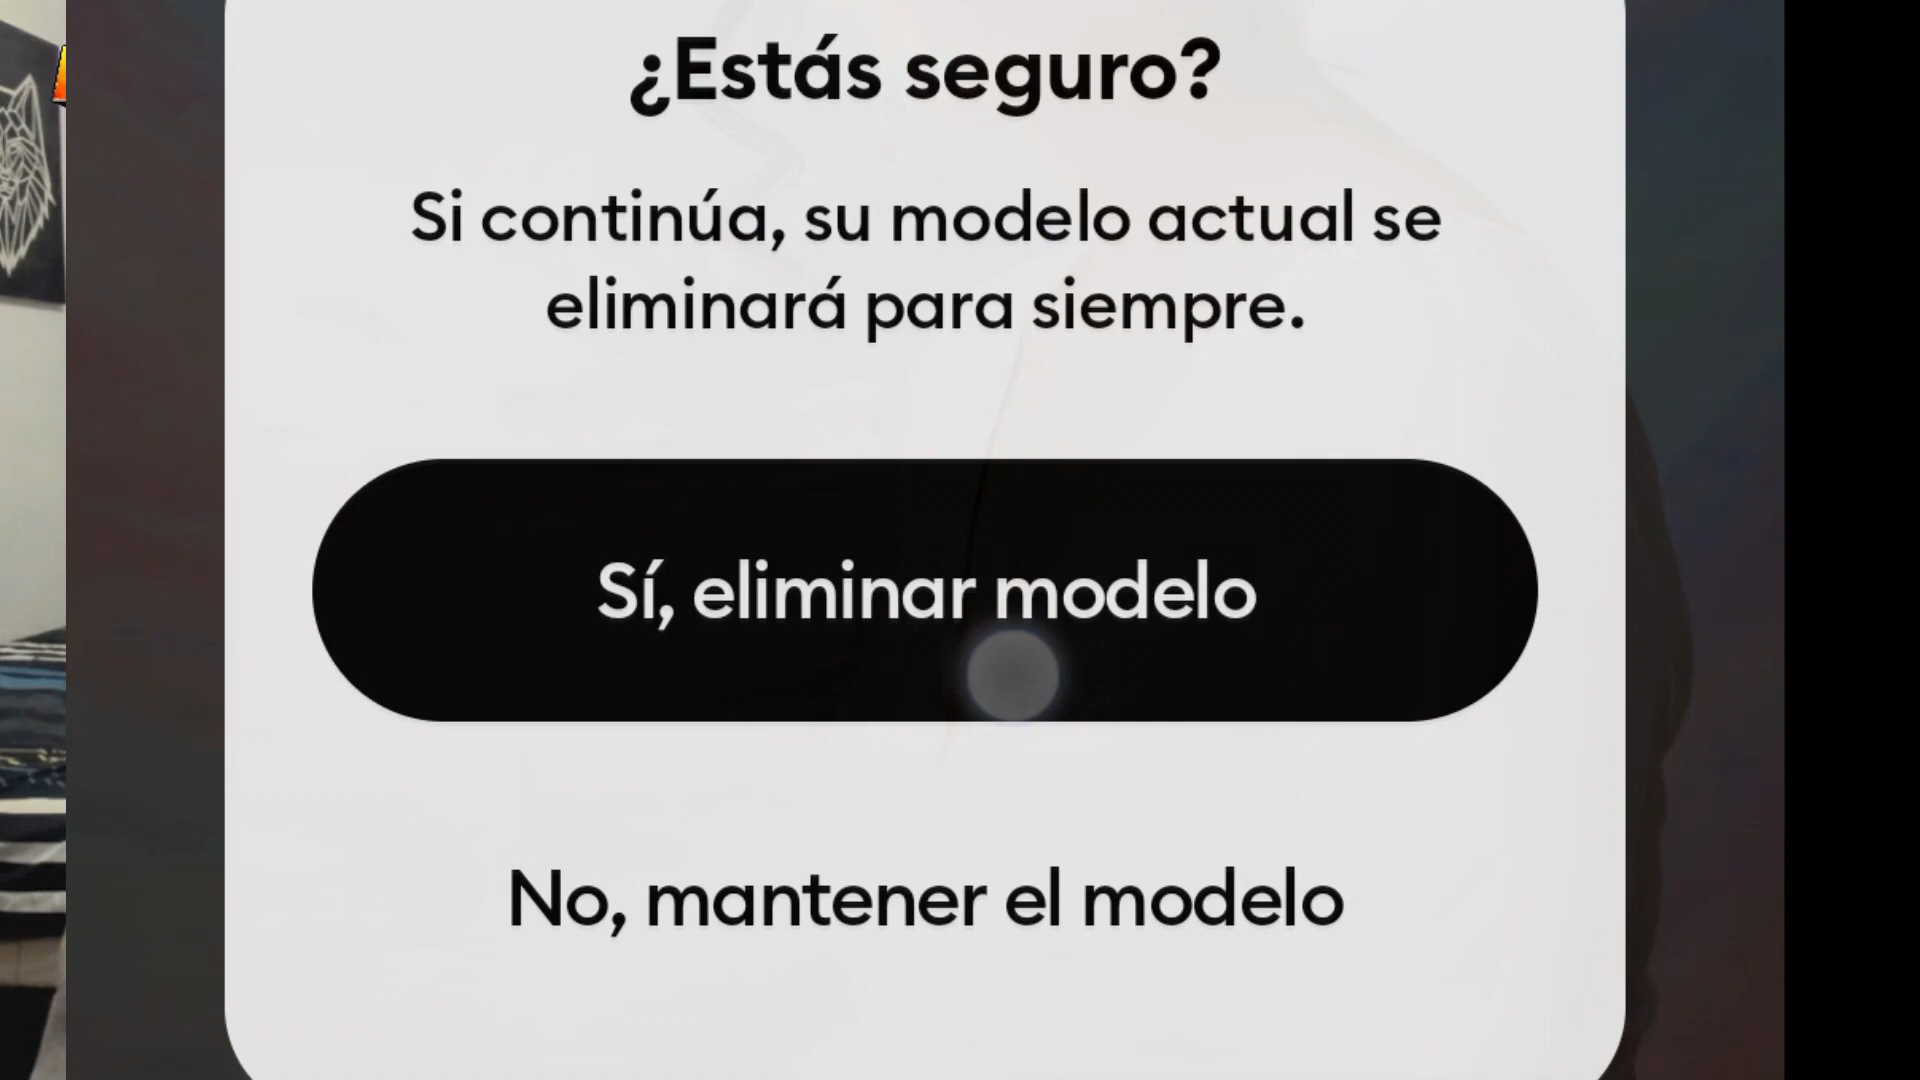 ¿Estás seguro?
Si continúa, su modelo actual se
eliminará para siempre.
Sí, eliminar modelo
No, mantener el modelo